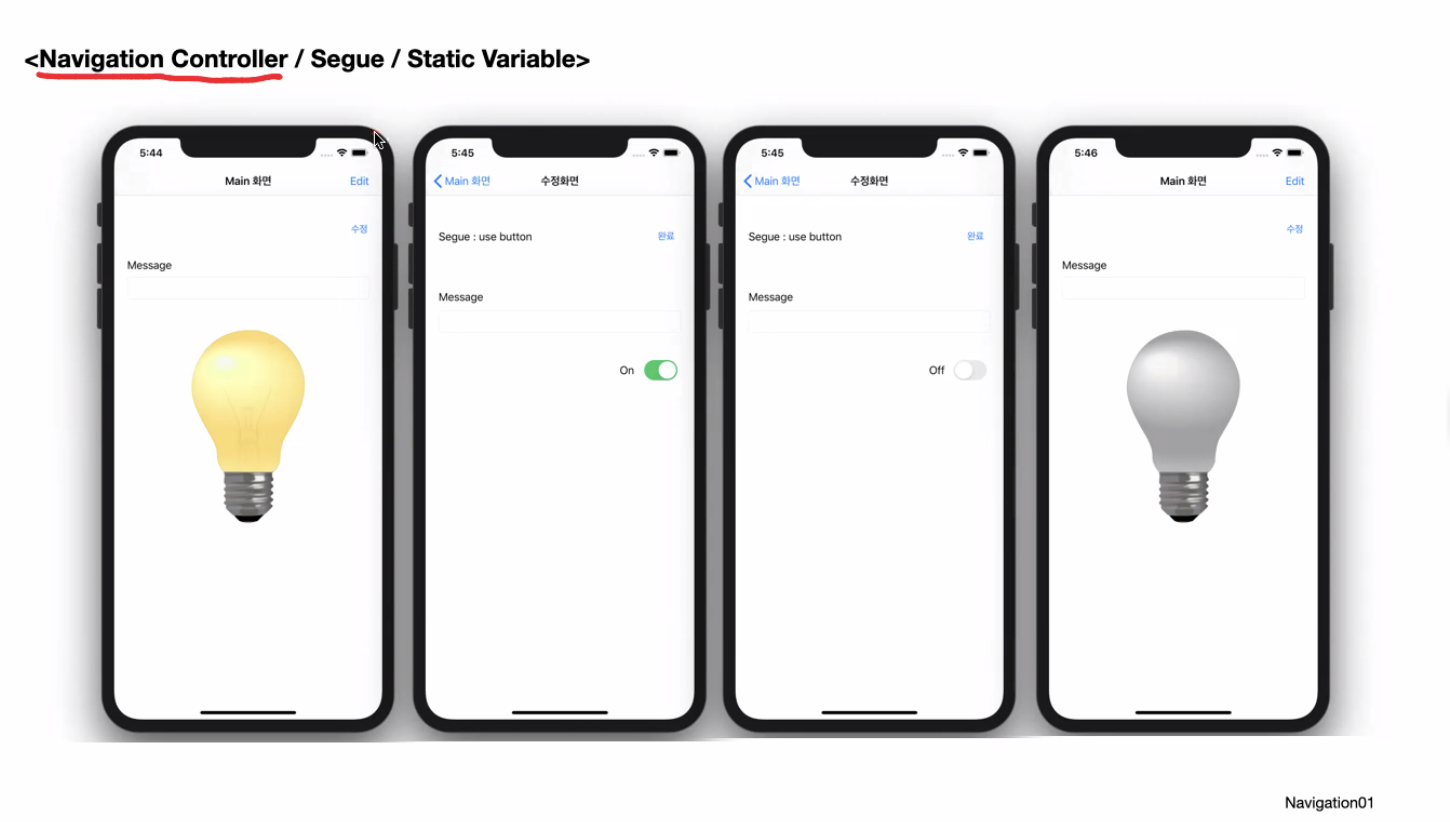 <Navigation Controller / Segue / Static Variable>
5:44
Main 화면 Edit
수정
Message
5:45
Main 화면 수정화면
Segue : use button 완료
Message
On
5:45
Main 화면 수정화면
Segue : use button 완료
Message
Off
5:46
Main 화면 Edit
수정
Message
Navigation01